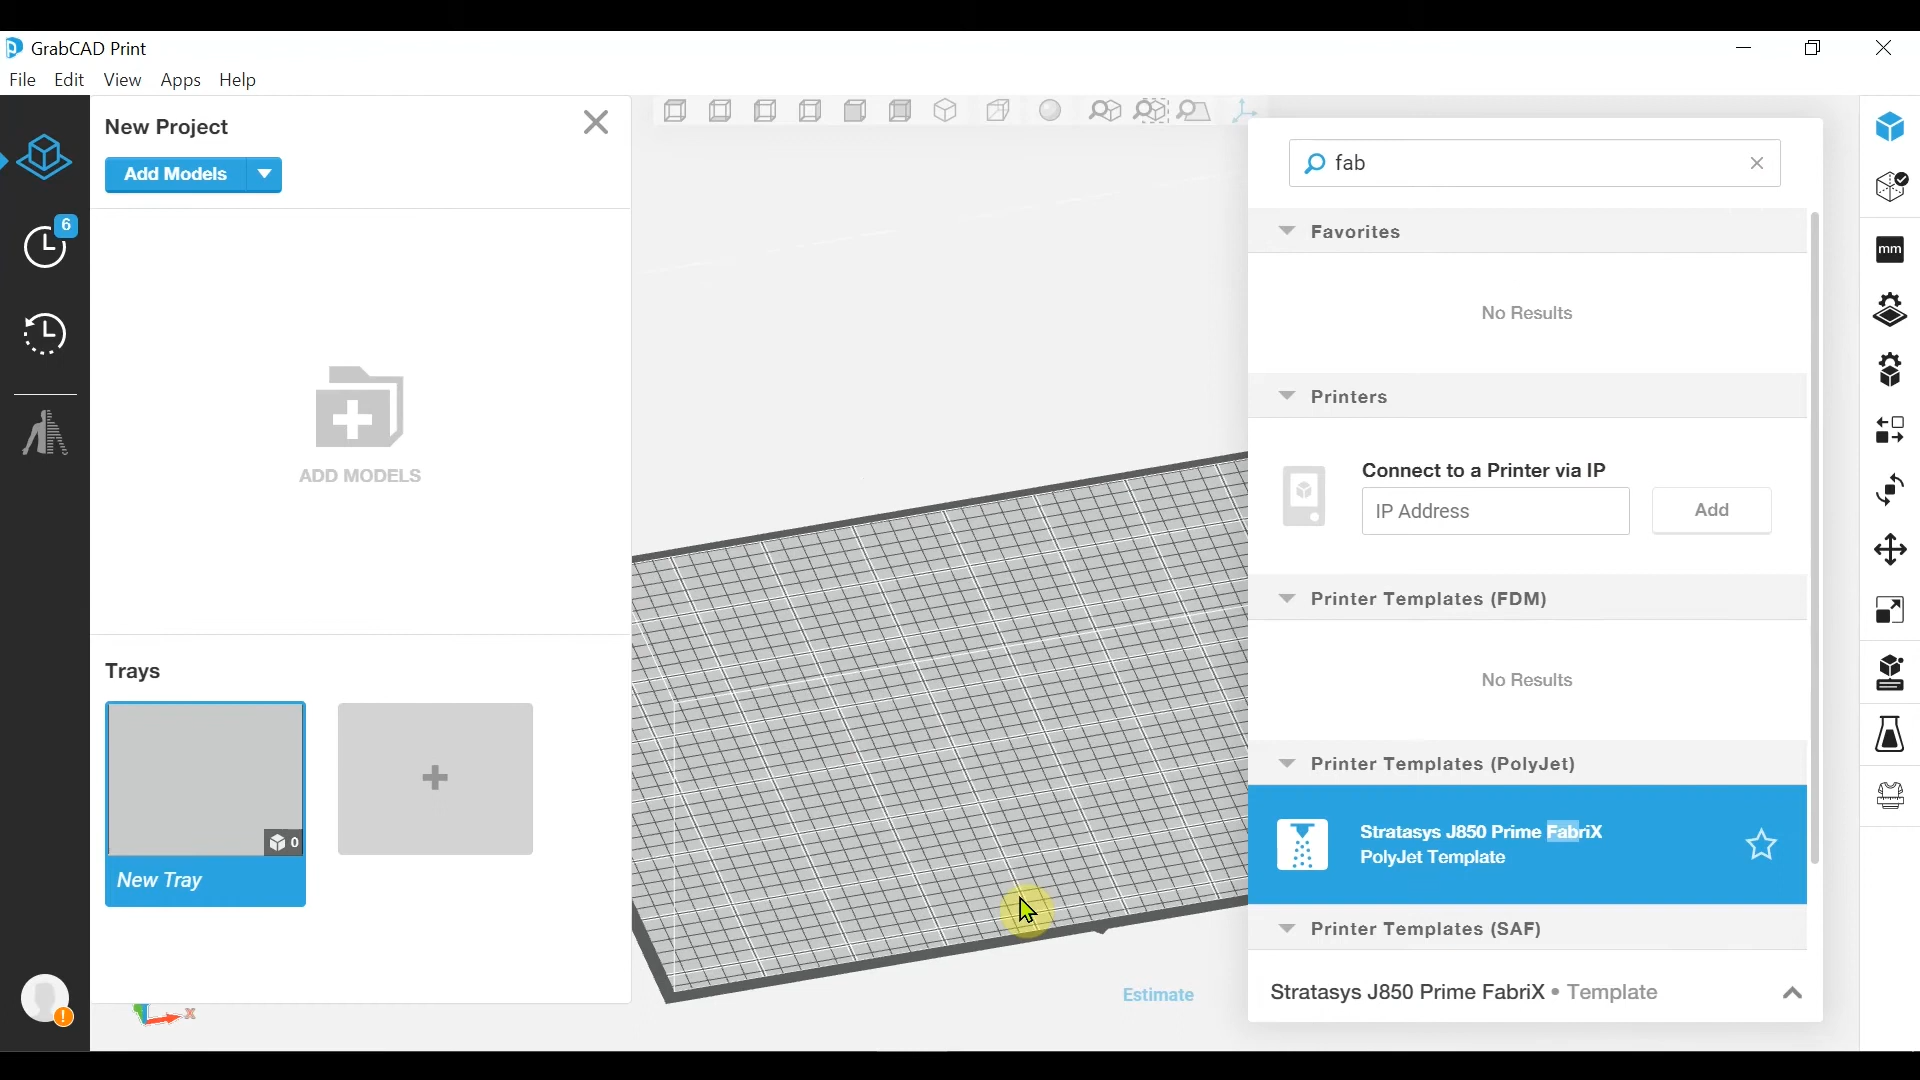 GrabCAD Print
File Edit View Apps Help
New Project
Add Models
6
ADD MODELS
Trays
0
New Tray
x
Estimate
fab
Favorites
No Results
Printers
Connect to a Printer via IP
IP Address
Add
Printer Templates (FDM)
No Results
Printer Templates (PolyJet)
Stratasys J850 Prime FabriX
PolyJet Template
Printer Templates (SAF)
Stratasys J850 Prime FabriX • Template
mm